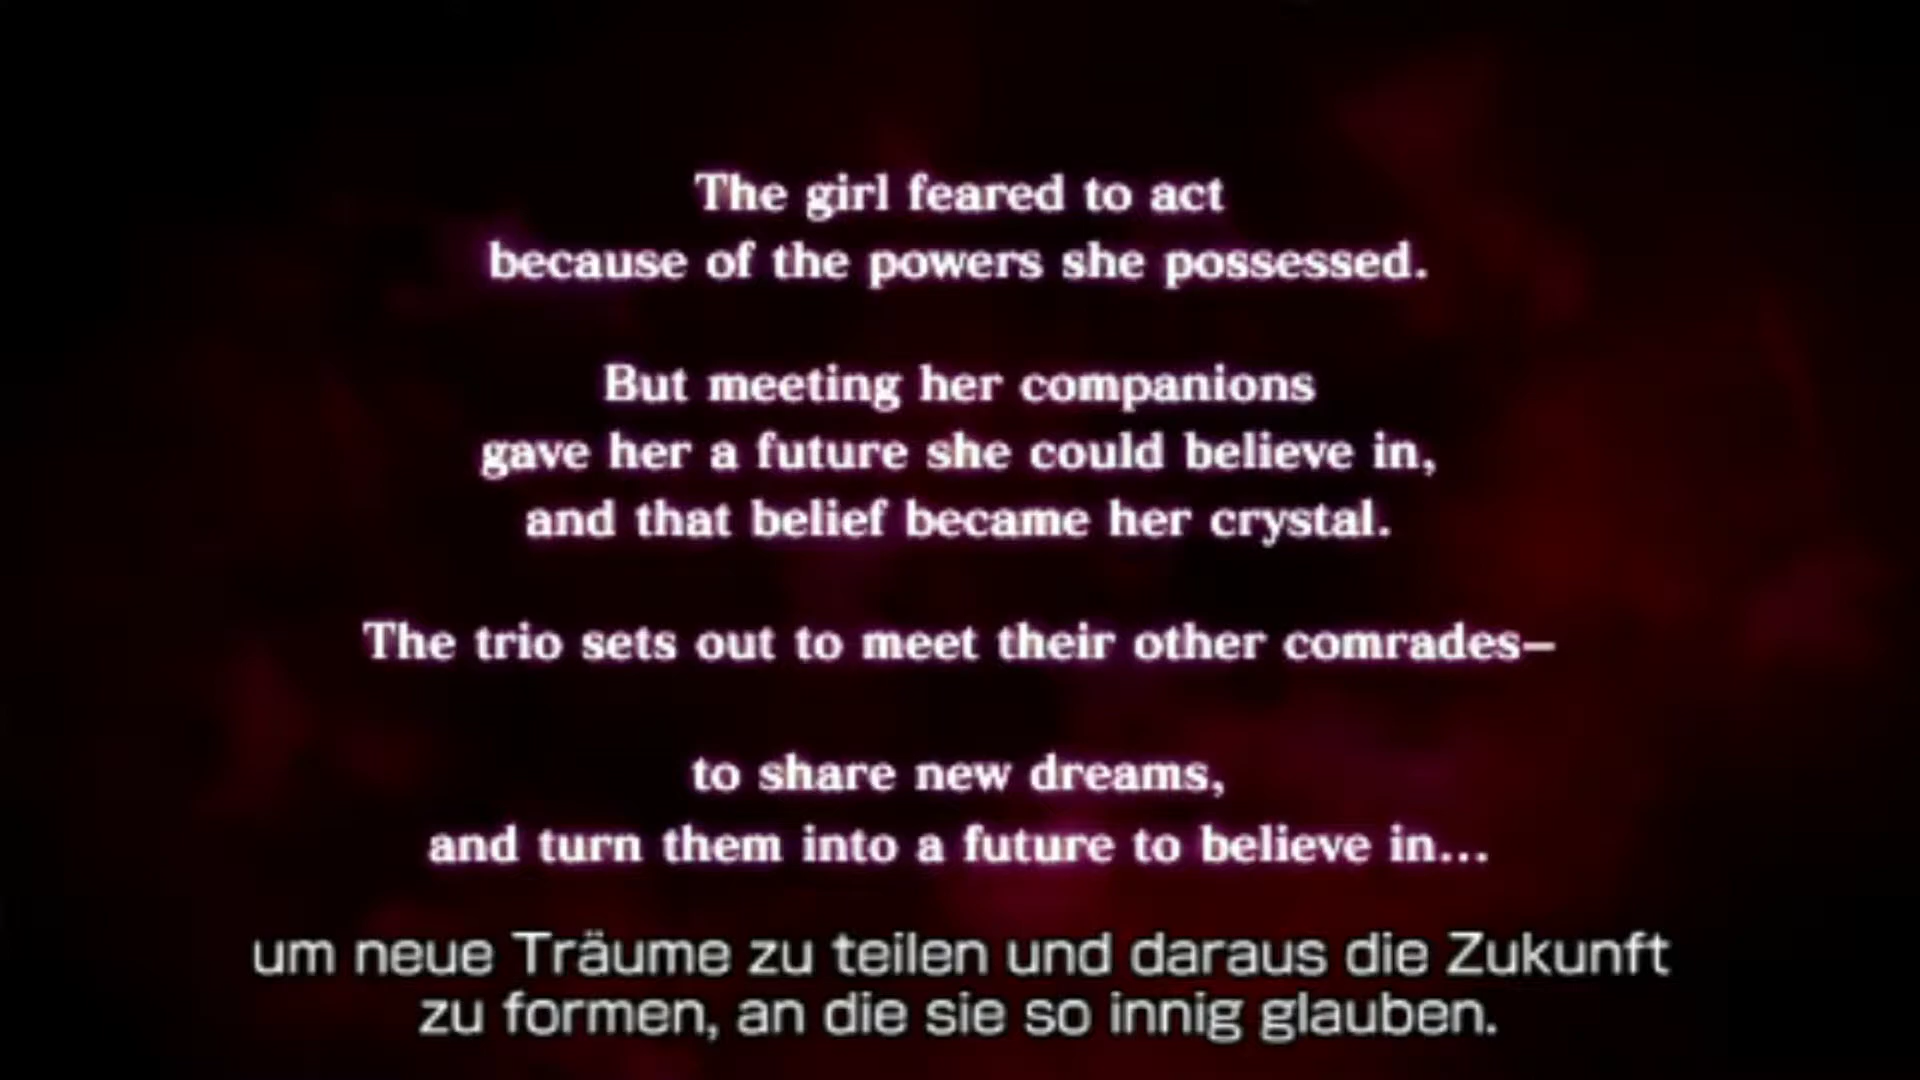 The girl feared to act
because of the powers she possessed.
But meeting her companions
gave her a future she could believe in,
and that belief became her crystal.
The trio sets out to meet their other comrades—
to share new dreams,
and turn them into a future to believe in...
um neue Träume zu teilen und daraus die Zukunft
zu formen, an die sie so innig glauben.